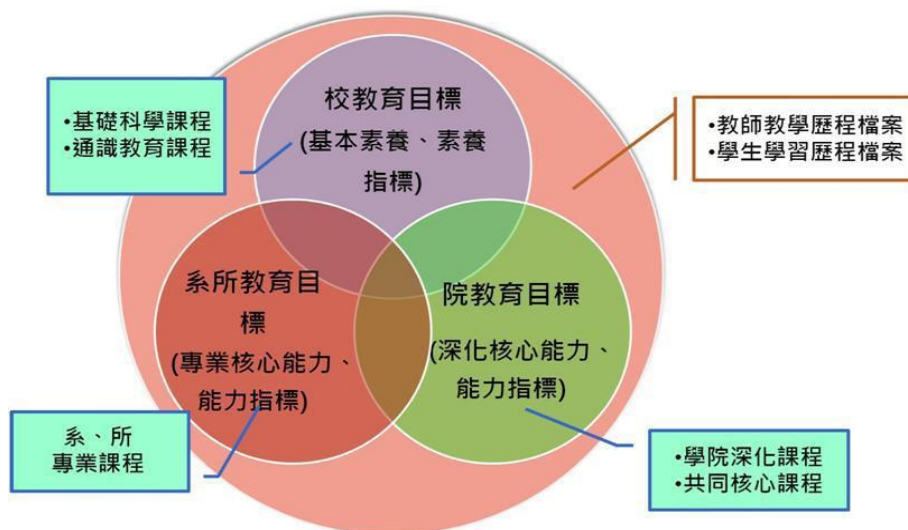 校教育目標
(基本素養、素養
指標)
•基礎科學課程
•通識教育課程
•教師教學歷程檔案
•學生學習歷程檔案
系所教育目
標
(專業核心能力、
能力指標)
院教育目標
(深化核心能力、
能力指標)
系、所
專業課程
•學院深化課程
•共同核心課程